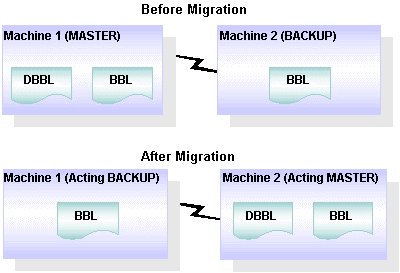 Before Migration
Machine 1 (MASTER)
DBBL
BBL
Machine 2 (BACKUP)
BBL
After Migration
Machine 1 (Acting BACKUP)
BBL
Machine 2 (Acting MASTER)
DBBL
BBL